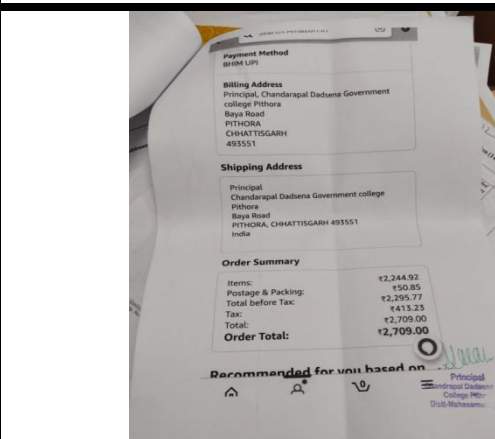 Payment Method
BHIM UPI
Billing Address
Principal, Chandarapal Dadsena Government
college Pithora
Baya Road
PITHORA
CHHATTISGARH
493551
Shipping Address
Principal
Chandarapal Dadsena Government college
Pithora
Baya Road
PITHORA, CHHATTISGARH 493551
India
Order Summary
Items: ₹2,244.92
Postage & Packing: ₹50.85
Total before Tax: ₹2,295.77
Tax: ₹413.23
Total: ₹2,709.00
Order Total: ₹2,709.00
Recommended for you based on
Principal
College